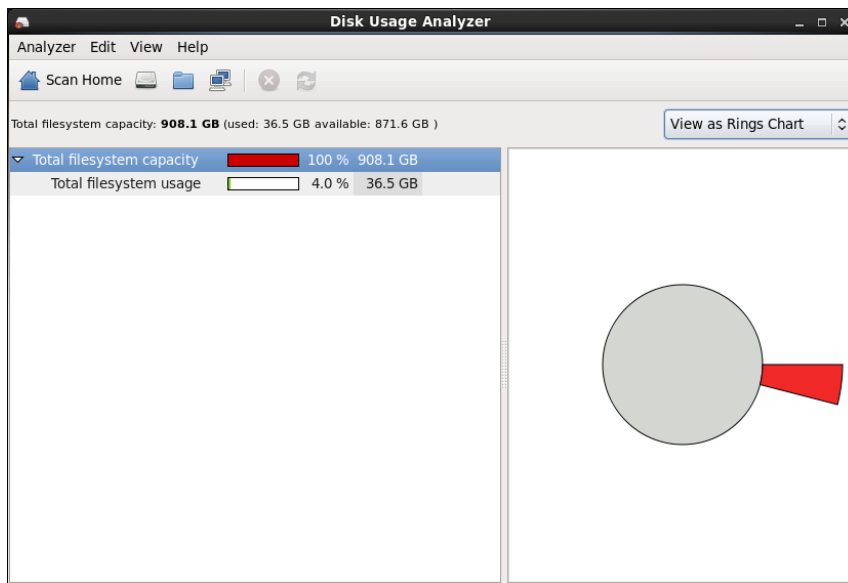 Disk Usage Analyzer
Analyzer Edit View Help
Scan Home
Total filesystem capacity: 908.1 GB (used: 36.5 GB available: 871.6 GB )
View as Rings Chart
Total filesystem capacity 100 % 908.1 GB
Total filesystem usage 4.0 % 36.5 GB